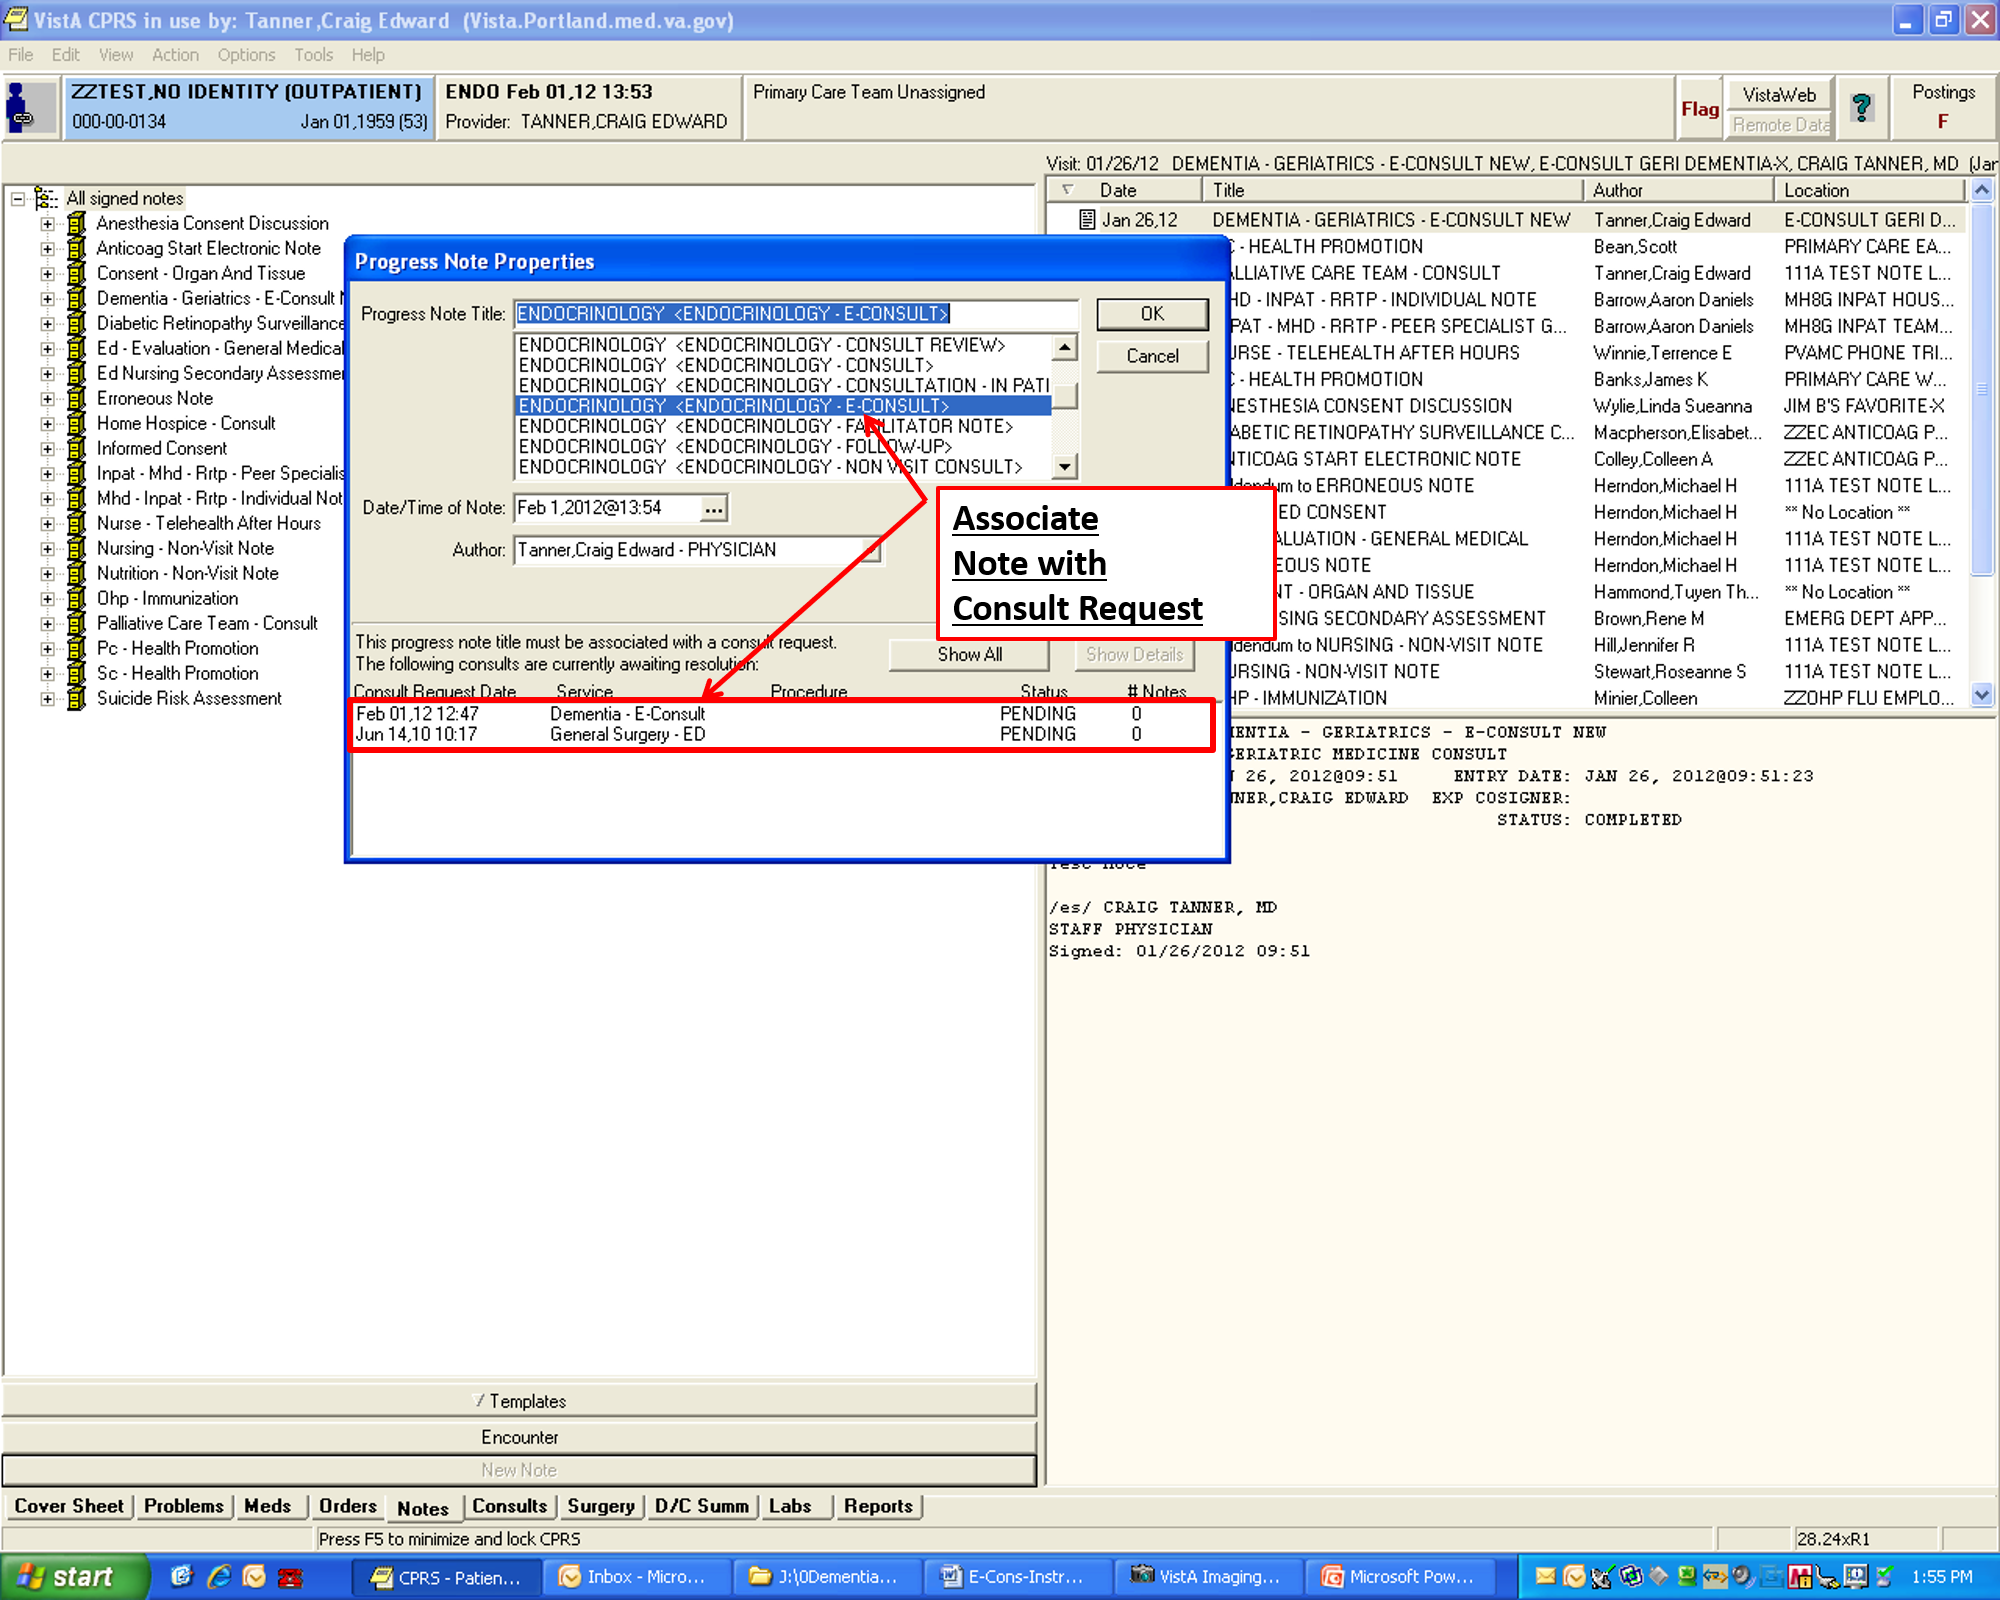 VistA CPRS in use by: Tanner,Craig Edward (Vista.Portland.med.va.gov)
File Edit View Action Options Tools Help
ZZTEST,NO IDENTITY (OUTPATIENT)
000-00-0134 Jan 01,1959 (53)
ENDO Feb 01,12 13:53
Provider: TANNER,CRAIG EDWARD
Primary Care Team Unassigned
Flag
VistaWeb
Remote Data
?
Postings
F
Visit: 01/26/12 DEMENTIA - GERIATRICS - E-CONSULT NEW, E-CONSULT GERI DEMENTIA-X, CRAIG TANNER, MD (Jan
All signed notes
Anesthesia Consent Discussion
Anticoag Start Electronic Note
Consent - Organ And Tissue
Dementia - Geriatrics - E-Consult N
Diabetic Retinopathy Surveillance
Ed - Evaluation - General Medical
Ed Nursing Secondary Assessme
Erroneous Note
Home Hospice - Consult
Informed Consent
Inpat - Mhd - Rrtp - Peer Specialis
Mhd - Inpat - Rrtp - Individual Not
Nurse - Telehealth After Hours
Nursing - Non-Visit Note
Nutrition - Non-Visit Note
Ohp - Immunization
Palliative Care Team - Consult
Pc - Health Promotion
Sc - Health Promotion
Suicide Risk Assessment
Date Title Author Location
Jan 26,12 DEMENTIA - GERIATRICS - E-CONSULT NEW Tanner,Craig Edward E-CONSULT GERI D...
C - HEALTH PROMOTION Bean,Scott PRIMARY CARE EA...
LLIATIVE CARE TEAM - CONSULT Tanner,Craig Edward 111A TEST NOTE L...
HD - INPAT - RRTP - INDIVIDUAL NOTE Barrow,Aaron Daniels MH8G INPAT HOUS...
PAT - MHD - RRTP - PEER SPECIALIST G... Barrow,Aaron Daniels MH8G INPAT TEAM...
URSE - TELEHEALTH AFTER HOURS Winnie,Terrence E PVAMC PHONE TRI...
C - HEALTH PROMOTION Banks,James K PRIMARY CARE W...
NESTHESIA CONSENT DISCUSSION Wylie,Linda Sueanna JIM B'S FAVORITE-X
ABETIC RETINOPATHY SURVEILLANCE C... Macpherson,Elisabet... ZZEC ANTICOAG P...
NTICOAG START ELECTRONIC NOTE Colley,Colleen A ZZEC ANTICOAG P...
ddendum to ERRONEOUS NOTE Herndon,Michael H 111A TEST NOTE L...
ED CONSENT Herndon,Michael H ** No Location **
ALUATION - GENERAL MEDICAL Herndon,Michael H 111A TEST NOTE L...
EOUS NOTE Herndon,Michael H 111A TEST NOTE L...
NT - ORGAN AND TISSUE Hammond,Tuyen Th... ** No Location **
SING SECONDARY ASSESSMENT Brown,Rene M EMERG DEPT APP...
dendum to NURSING - NON-VISIT NOTE Hill,Jennifer R 111A TEST NOTE L...
URSING - NON-VISIT NOTE Stewart,Roseanne S 111A TEST NOTE L...
HP - IMMUNIZATION Minier,Colleen ZZOHP FLU EMPLO...
Progress Note Properties
Progress Note Title: ENDOCRINOLOGY <ENDOCRINOLOGY - E-CONSULT>
OK
Cancel
ENDOCRINOLOGY <ENDOCRINOLOGY - CONSULT REVIEW>
ENDOCRINOLOGY <ENDOCRINOLOGY - CONSULT>
ENDOCRINOLOGY <ENDOCRINOLOGY - CONSULTATION - IN PATI
ENDOCRINOLOGY <ENDOCRINOLOGY - E-CONSULT>
ENDOCRINOLOGY <ENDOCRINOLOGY - FACILITATOR NOTE>
ENDOCRINOLOGY <ENDOCRINOLOGY - FOLLOW-UP>
ENDOCRINOLOGY <ENDOCRINOLOGY - NON VISIT CONSULT>
Date/Time of Note: Feb 1,2012@13:54 ...
Author: Tanner,Craig Edward - PHYSICIAN
Associate
Note with
Consult Request
This progress note title must be associated with a consult request.
The following consults are currently awaiting resolution:
Show All
Show Details
Consult Request Date Service Procedure Status # Notes
Feb 01,12 12:47 Dementia - E-Consult PENDING 0
Jun 14,10 10:17 General Surgery - ED PENDING 0
MENTIA - GERIATRICS - E-CONSULT NEW
GERIATRIC MEDICINE CONSULT
N 26, 2012@09:51 ENTRY DATE: JAN 26, 2012@09:51:23
NNER,CRAIG EDWARD EXP COSIGNER:
STATUS: COMPLETED
Test Note
/es/ CRAIG TANNER, MD
STAFF PHYSICIAN
Signed: 01/26/2012 09:51
Templates
Encounter
New Note
Cover Sheet Problems Meds Orders Notes Consults Surgery D/C Summ Labs Reports
Press F5 to minimize and lock CPRS
28.24xR1
start
CPRS - Patien...
Inbox - Micro...
J:\0Dementia...
E-Cons-Instr...
VistA Imaging...
Microsoft Pow...
1:55 PM